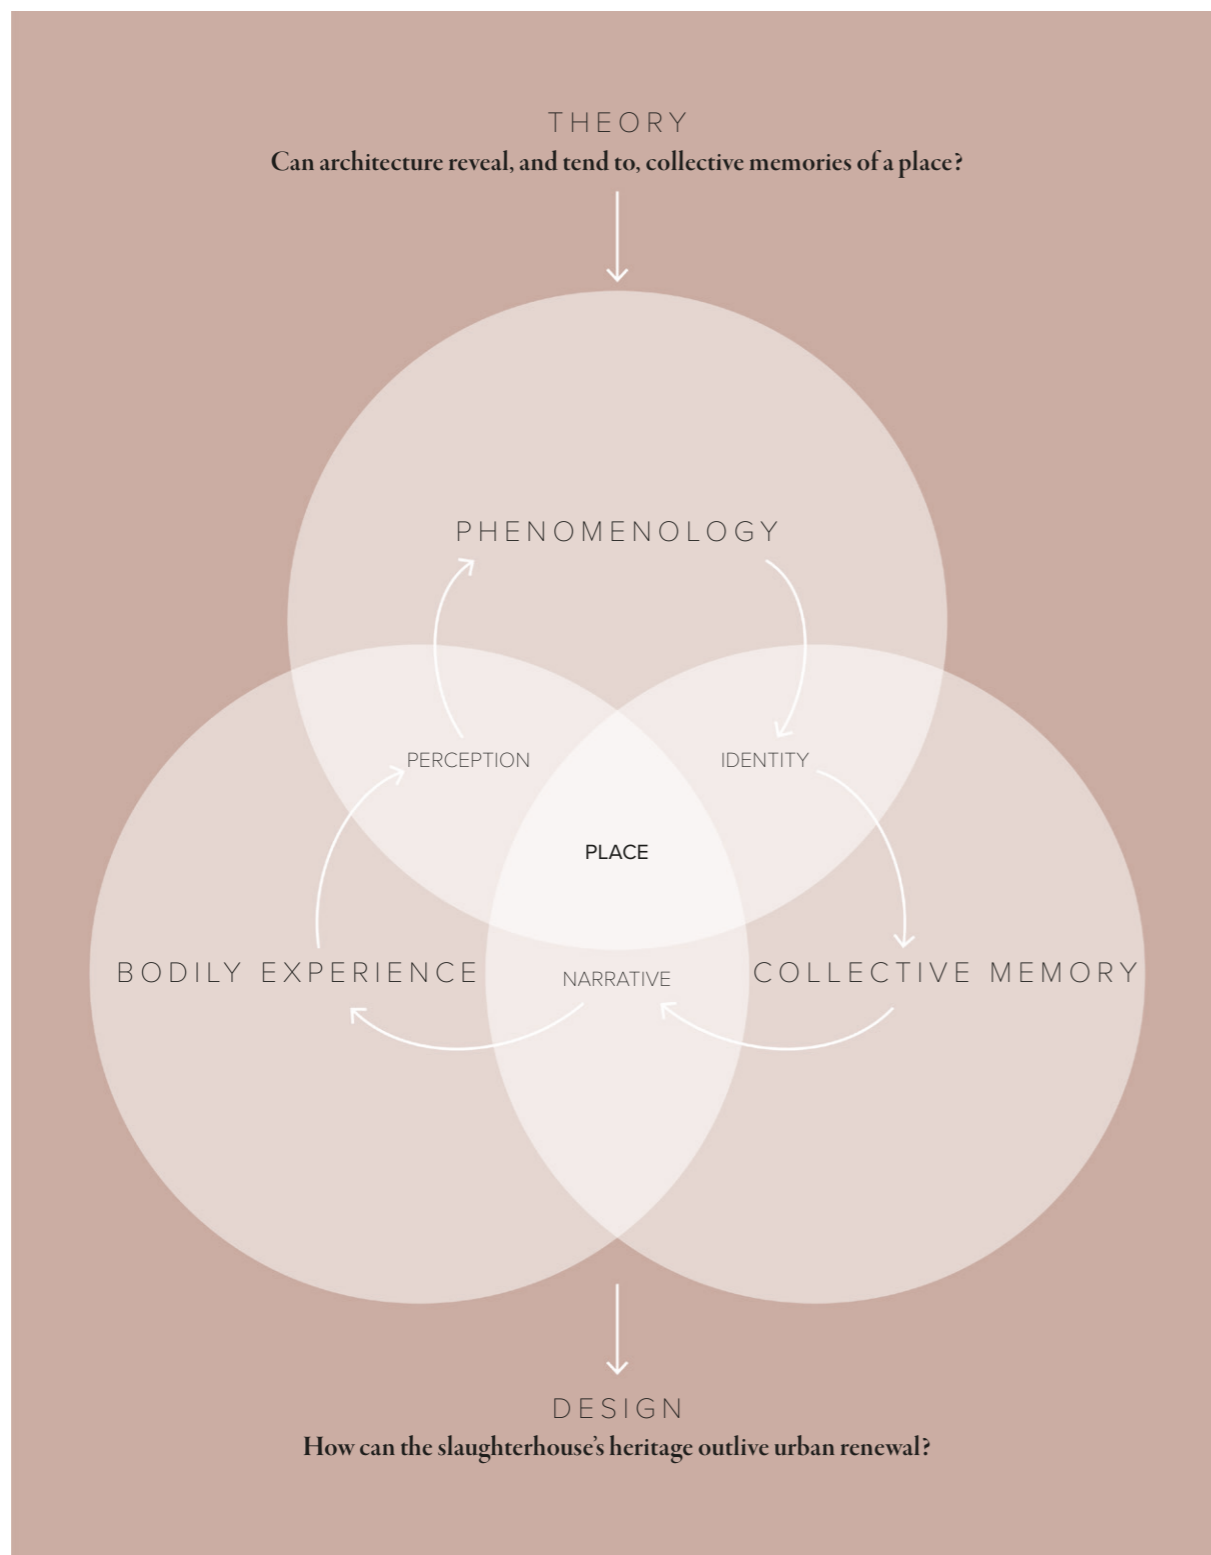 THEORY
Can architecture reveal, and tend to, collective memories of a place?
PHENOMENOLOGY
PERCEPTION
IDENTITY
PLACE
BODILY EXPERIENCE
NARRATIVE
COLLECTIVE MEMORY
DESIGN
How can the slaughterhouse’s heritage outlive urban renewal?